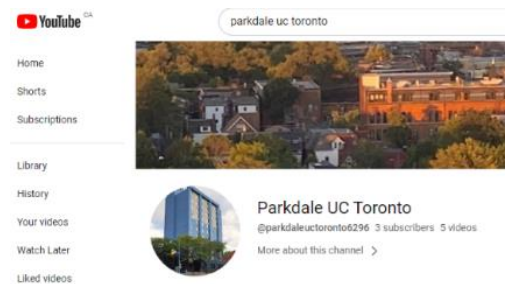 YouTube CA
parkdale uc toronto
Home
Shorts
Subscriptions
Library
History
Your videos
Watch Later
Liked videos
Parkdale UC Toronto
@parkdaleuctoronto6296 3 subscribers 5 videos
More about this channel >